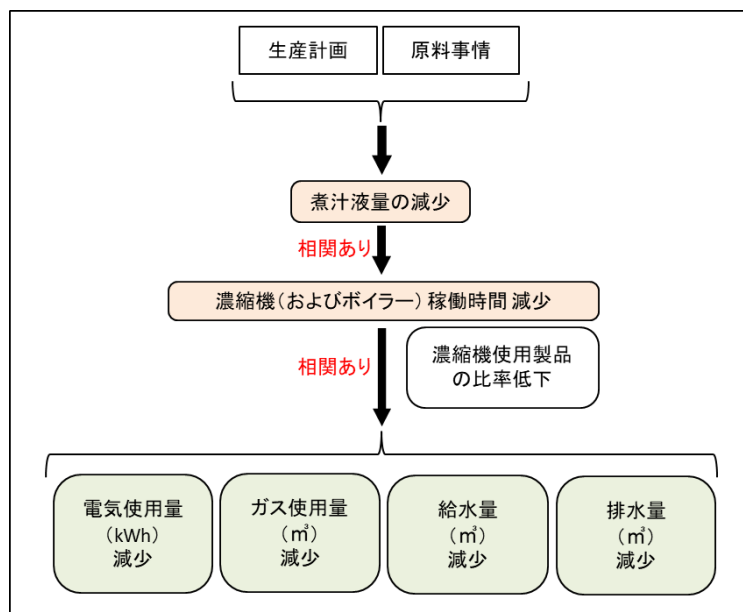 生産計画
原料事情
煮汁液量の減少
相関あり
濃縮機(およびボイラー)稼働時間 減少
相関あり
濃縮機使用製品
の比率低下
電気使用量
(kWh)
減少
ガス使用量
(㎥)
減少
給水量
(㎥)
減少
排水量
(㎥)
減少